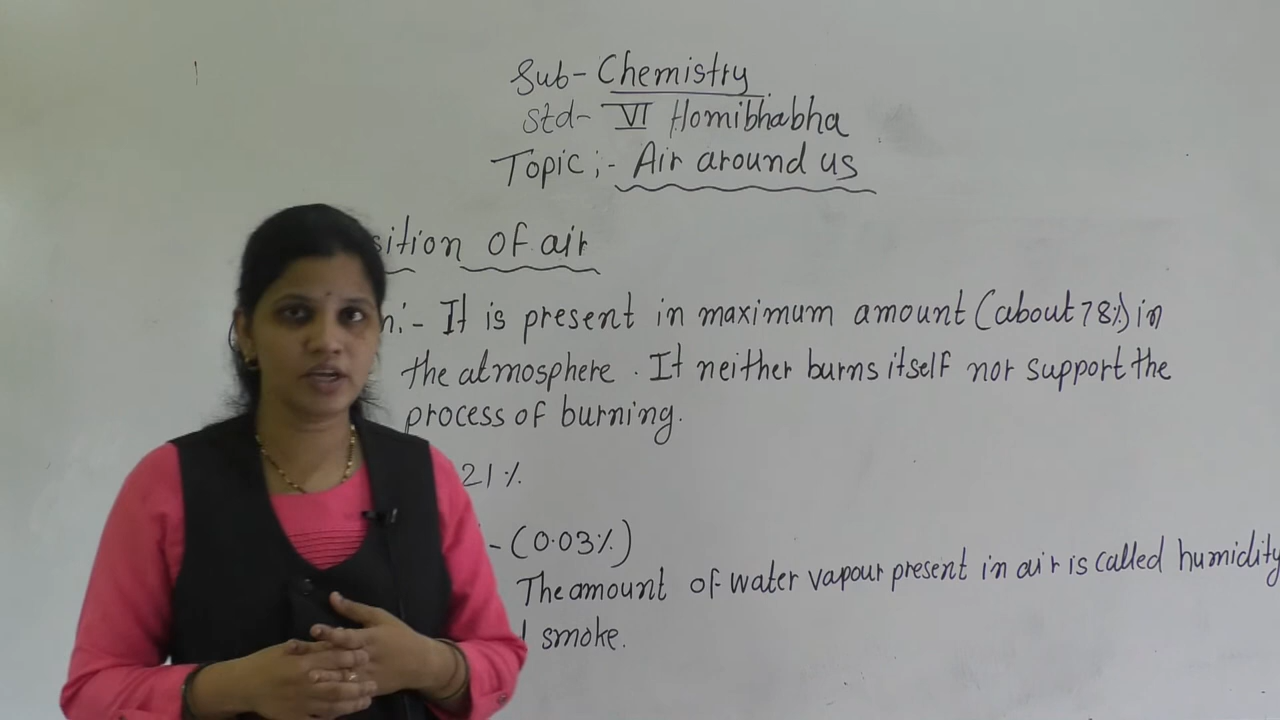 Sub- Chemistry
Std- VI Homibhabha
Topic :- Air around us
sition of air
n:- It is present in maximum amount (about 78%) in
the atmosphere. It neither burns itself nor support the
process of burning.
21%
- (0.03%)
The amount of water vapour present in air is called humidity
smoke.